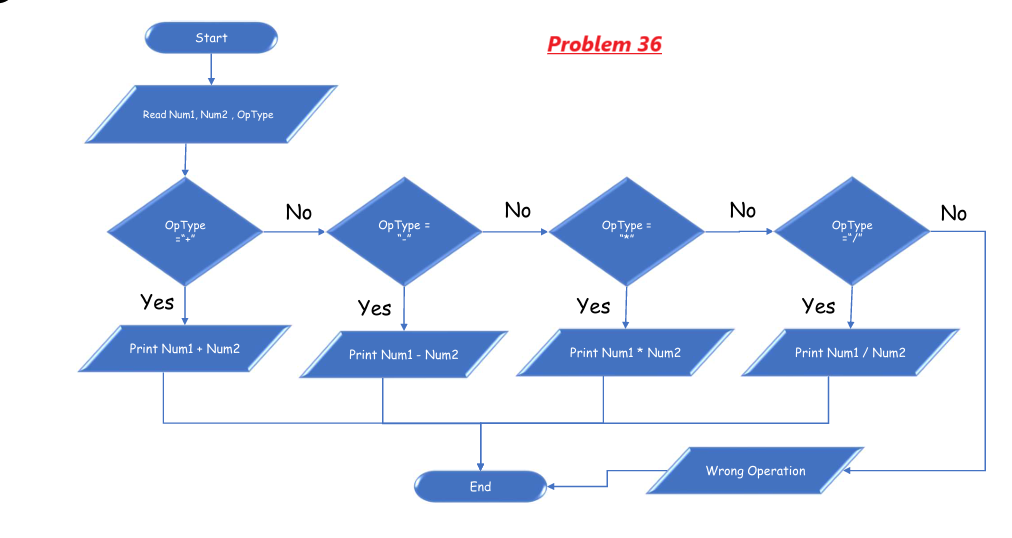 Problem 36
Start
Read Num1, Num2 , OpType
OpType
="+"
No
OpType =
"-"
No
OpType =
"*"
No
OpType
="/"
No
Yes
Yes
Yes
Yes
Print Num1 + Num2
Print Num1 - Num2
Print Num1 * Num2
Print Num1 / Num2
Wrong Operation
End